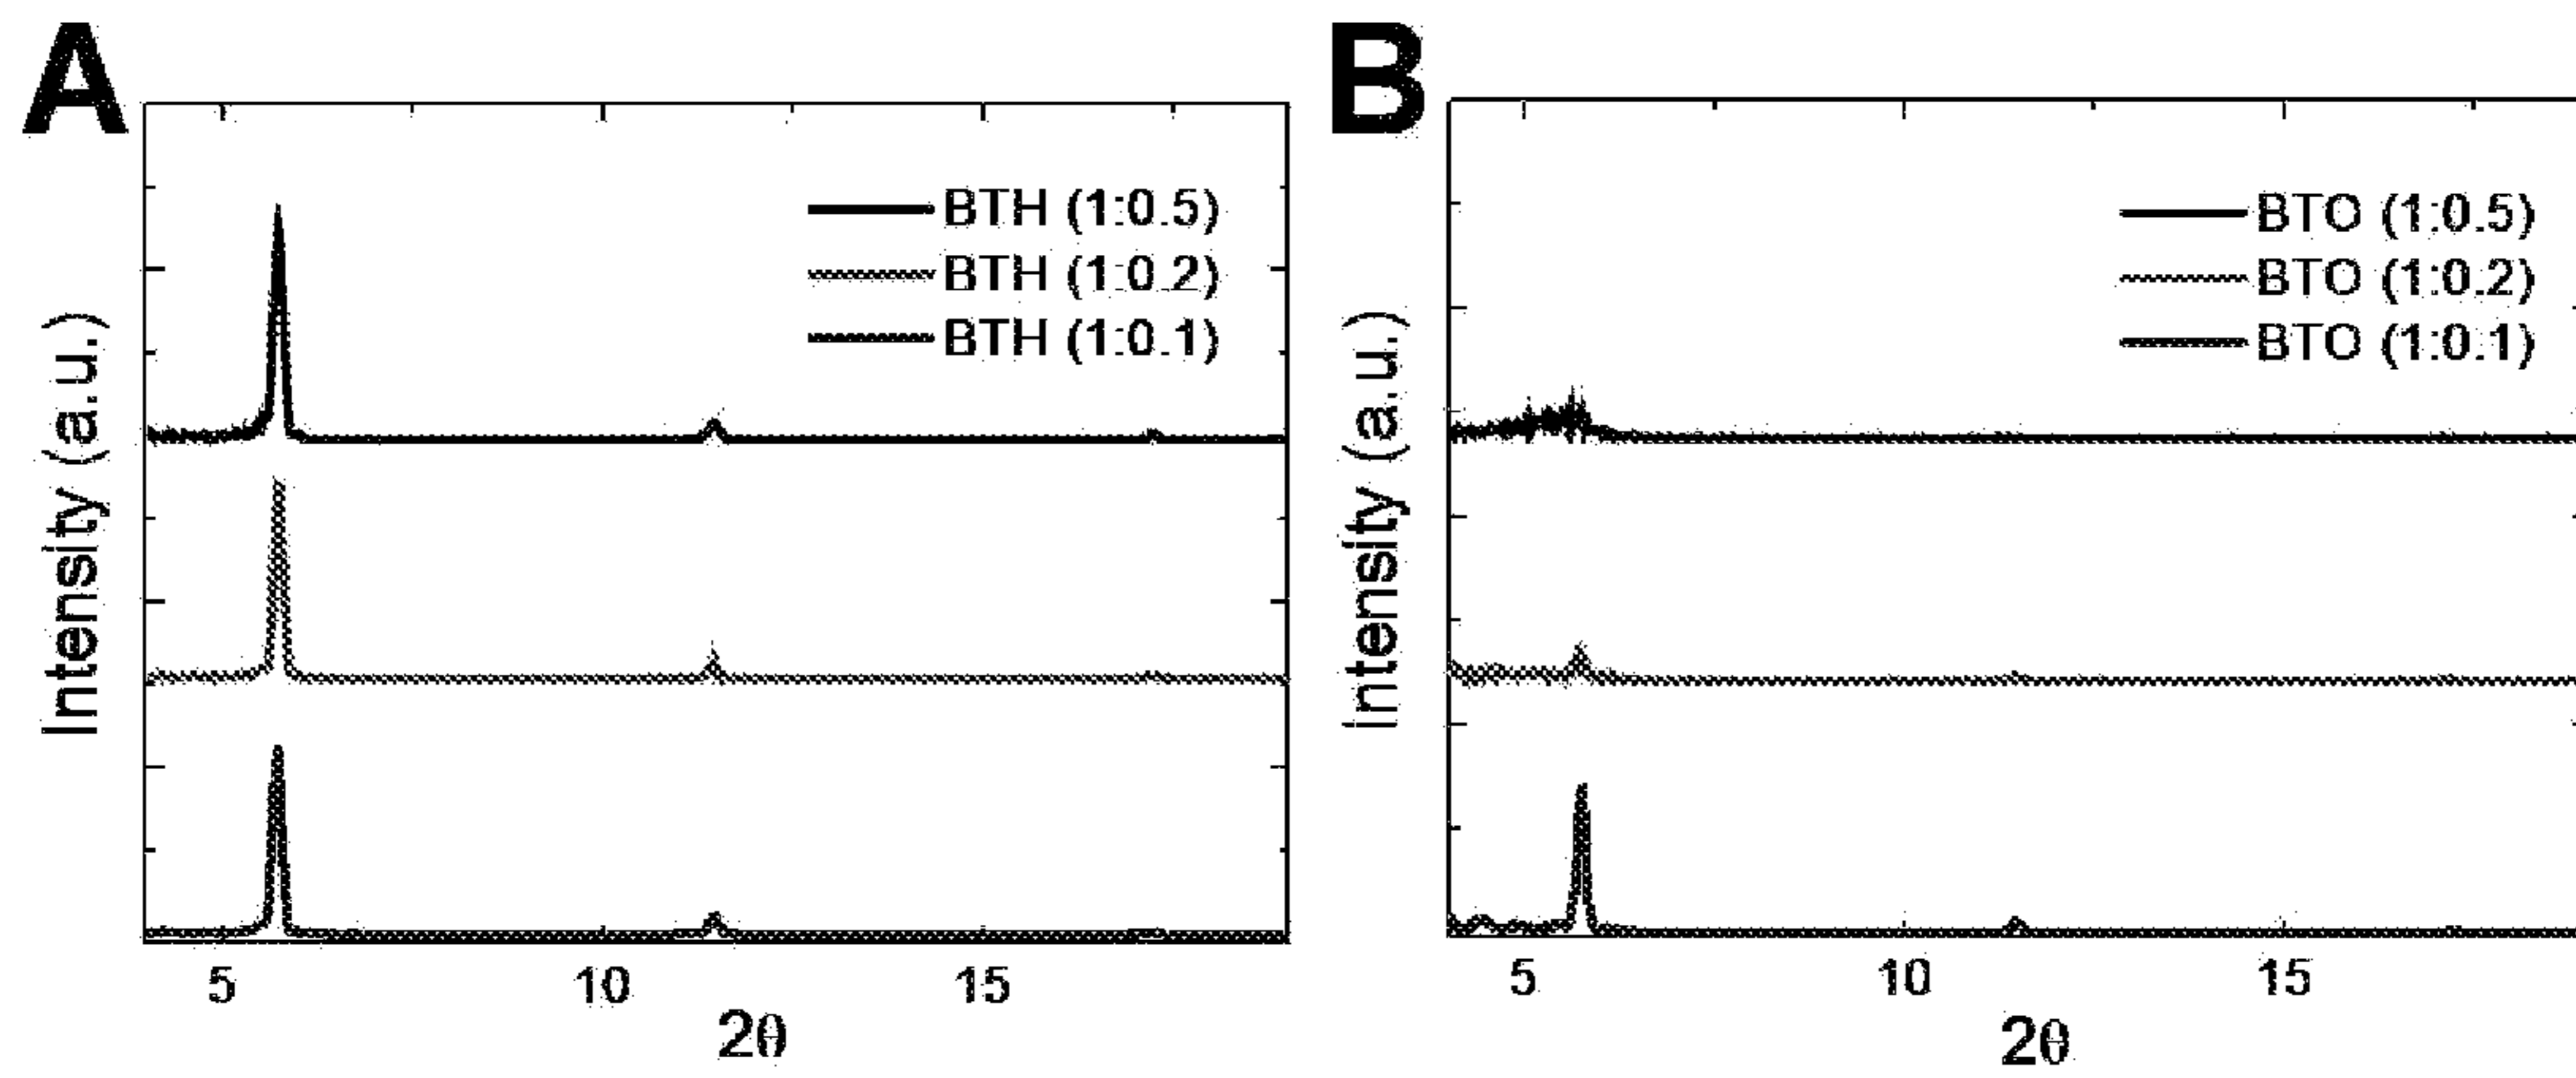 A
BTH (1:0.5)
BTH (1:0.2)
BTH (1:0.1)
Intensity (a.u.)
5 10 15
2θ
B
BTO (1:0.5)
BTO (1:0.2)
BTO (1:0.1)
intensity (a.u.)
5 10 15
2θ